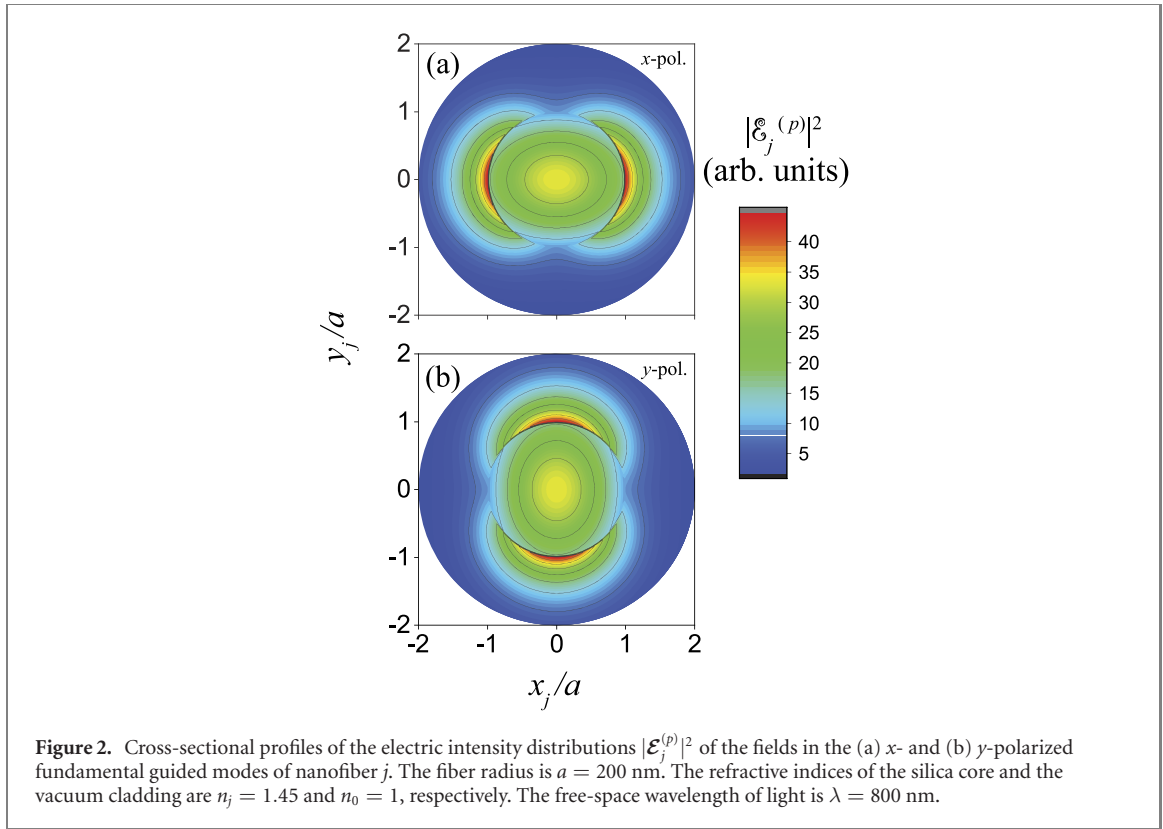 2
(a)
x-pol.
1
0
-1
-2
2
(b)
y-pol.
1
0
-1
-2
-2 -1 0 1 2
y_j/a
x_j/a
|ℰ_j^(p)|²
(arb. units)
40
35
30
25
20
15
10
5
Figure 2. Cross-sectional profiles of the electric intensity distributions |ℰ_j^(p)|² of the fields in the (a) x- and (b) y-polarized
fundamental guided modes of nanofiber j. The fiber radius is a = 200 nm. The refractive indices of the silica core and the
vacuum cladding are n_j = 1.45 and n_0 = 1, respectively. The free-space wavelength of light is λ = 800 nm.